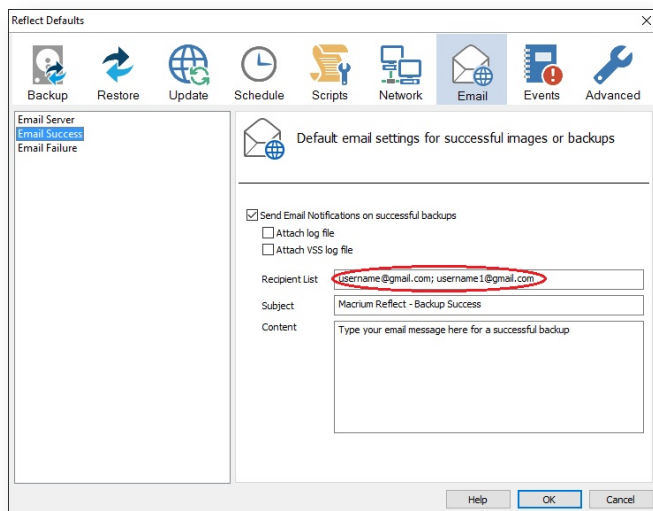 Reflect Defaults
Backup
Restore
Update
Schedule
Scripts
Network
Email
Events
Advanced
Email Server
Email Success
Email Failure
Default email settings for successful images or backups
Send Email Notifications on successful backups
Attach log file
Attach VSS log file
Recipient List
username@gmail.com; username1@gmail.com
Subject
Macrium Reflect - Backup Success
Content
Type your email message here for a successful backup
Help
OK
Cancel